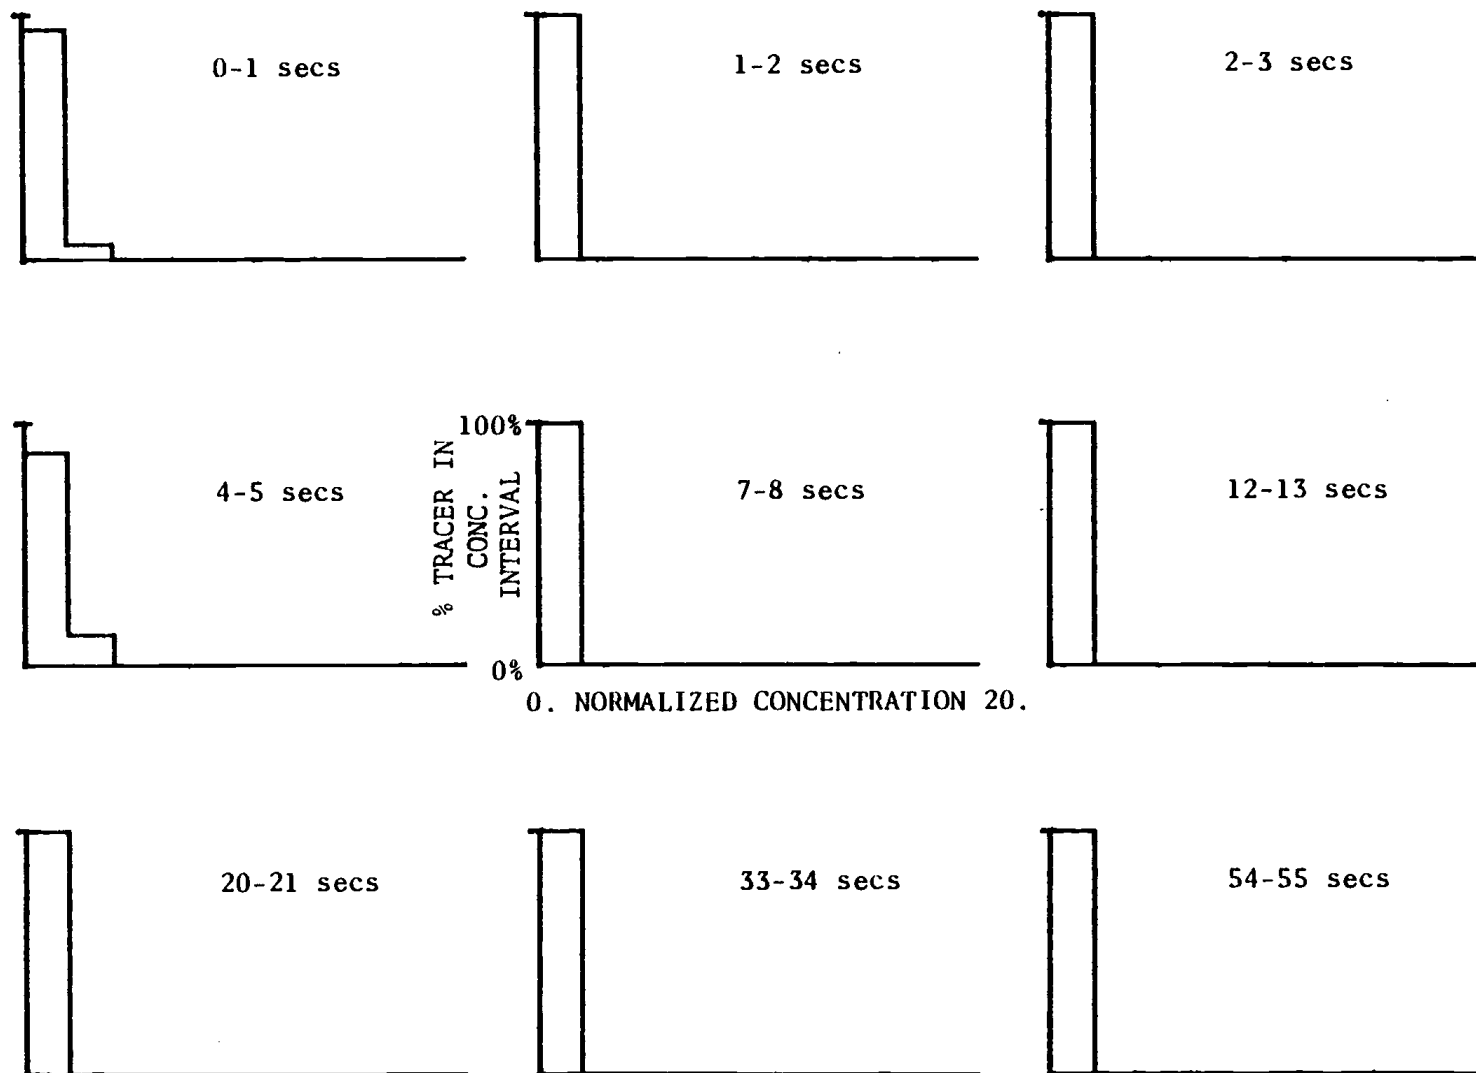 0-1 secs
1-2 secs
2-3 secs
4-5 secs
100%
% TRACER IN
CONC.
INTERVAL
0%
7-8 secs
12-13 secs
0. NORMALIZED CONCENTRATION 20.
20-21 secs
33-34 secs
54-55 secs